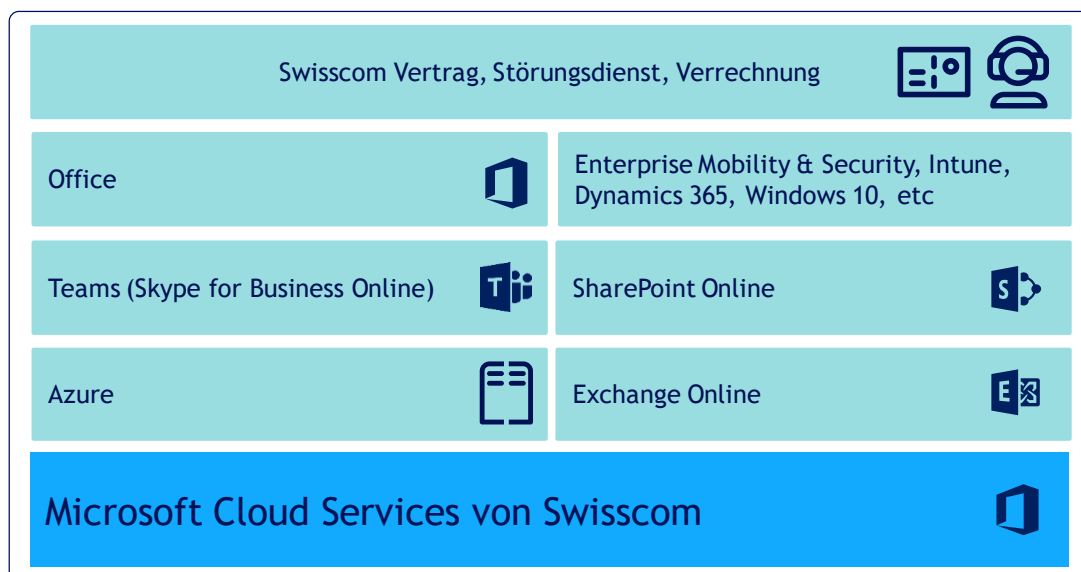 Swisscom Vertrag, Störungsdienst, Verrechnung
Office
Enterprise Mobility & Security, Intune,
Dynamics 365, Windows 10, etc
Teams (Skype for Business Online)
T
SharePoint Online
S
Azure
Exchange Online
E
Microsoft Cloud Services von Swisscom